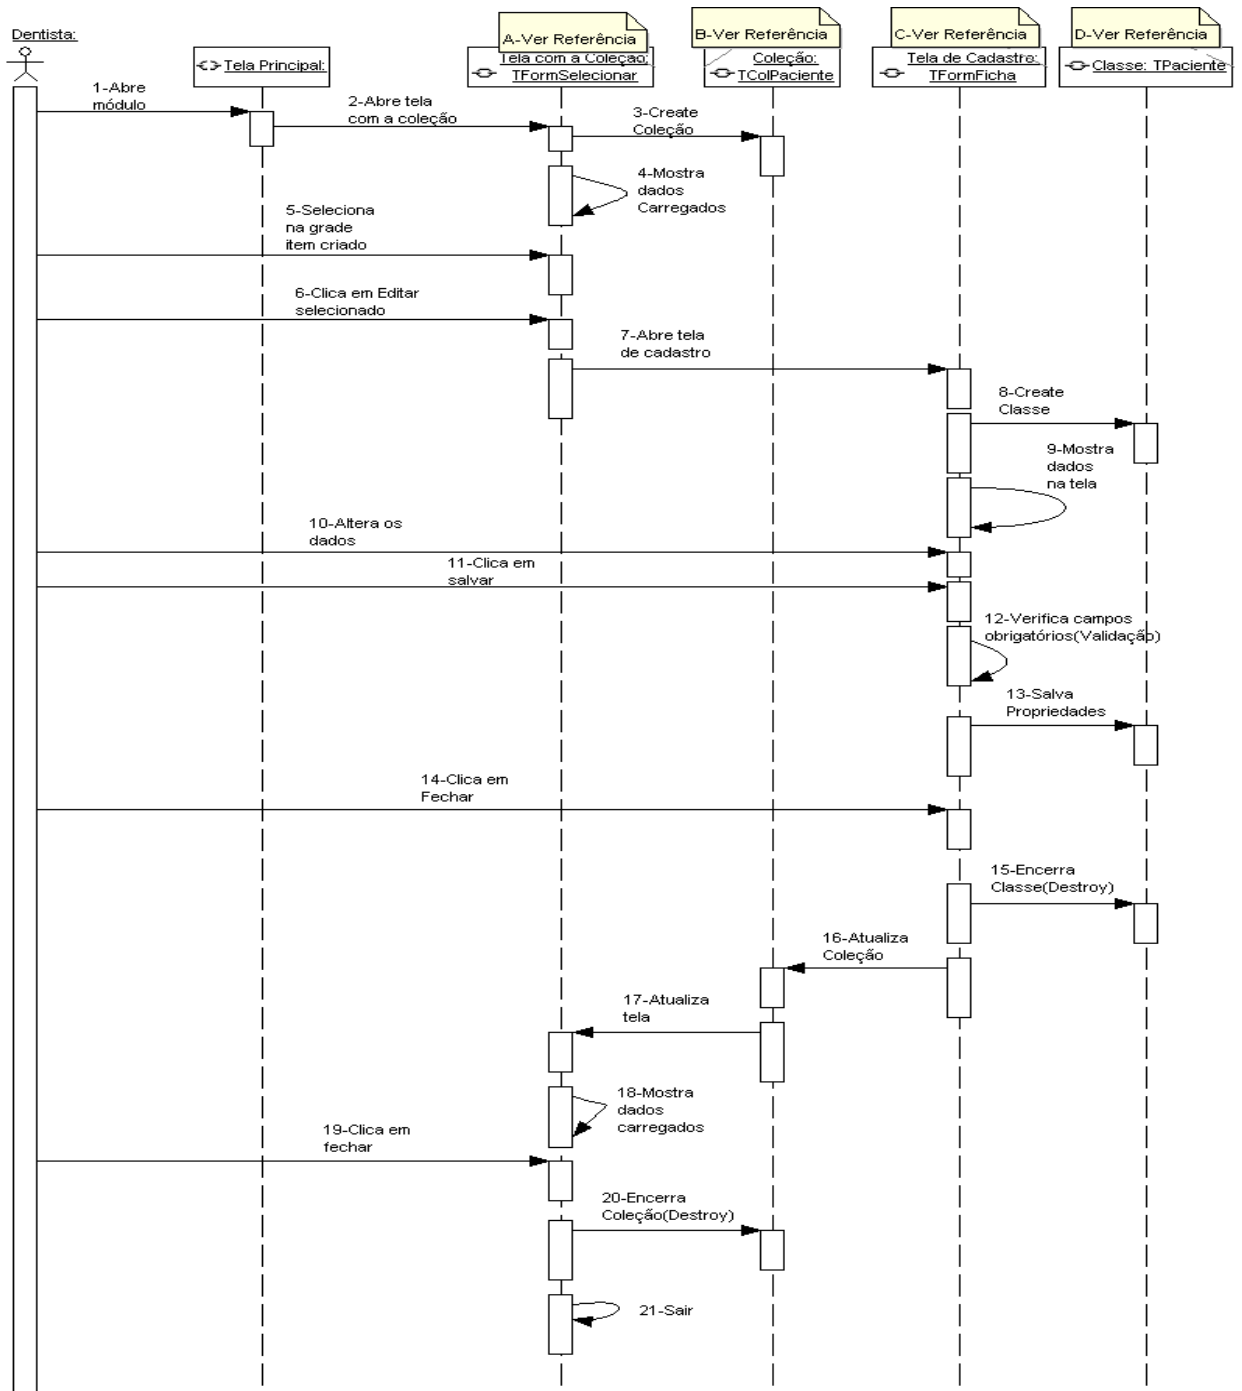 Dentista:
Tela Principal:
A-Ver Referência
Tela com a Coleção:
TFormSelecionar
B-Ver Referência
Coleção:
TColPaciente
C-Ver Referência
Tela de Cadastro:
TFormFicha
D-Ver Referência
Classe: TPaciente
1-Abre
módulo
2-Abre tela
com a coleção
3-Create
Coleção
4-Mostra
dados
Carregados
5-Seleciona
na grade
item criado
6-Clica em Editar
selecionado
7-Abre tela
de cadastro
8-Create
Classe
9-Mostra
dados
na tela
10-Altera os
dados
11-Clica em
salvar
12-Verifica campos
obrigatórios(Validação)
13-Salva
Propriedades
14-Clica em
Fechar
15-Encerra
Classe(Destroy)
16-Atualiza
Coleção
17-Atualiza
tela
18-Mostra
dados
carregados
19-Clica em
fechar
20-Encerra
Coleção(Destroy)
21-Sair